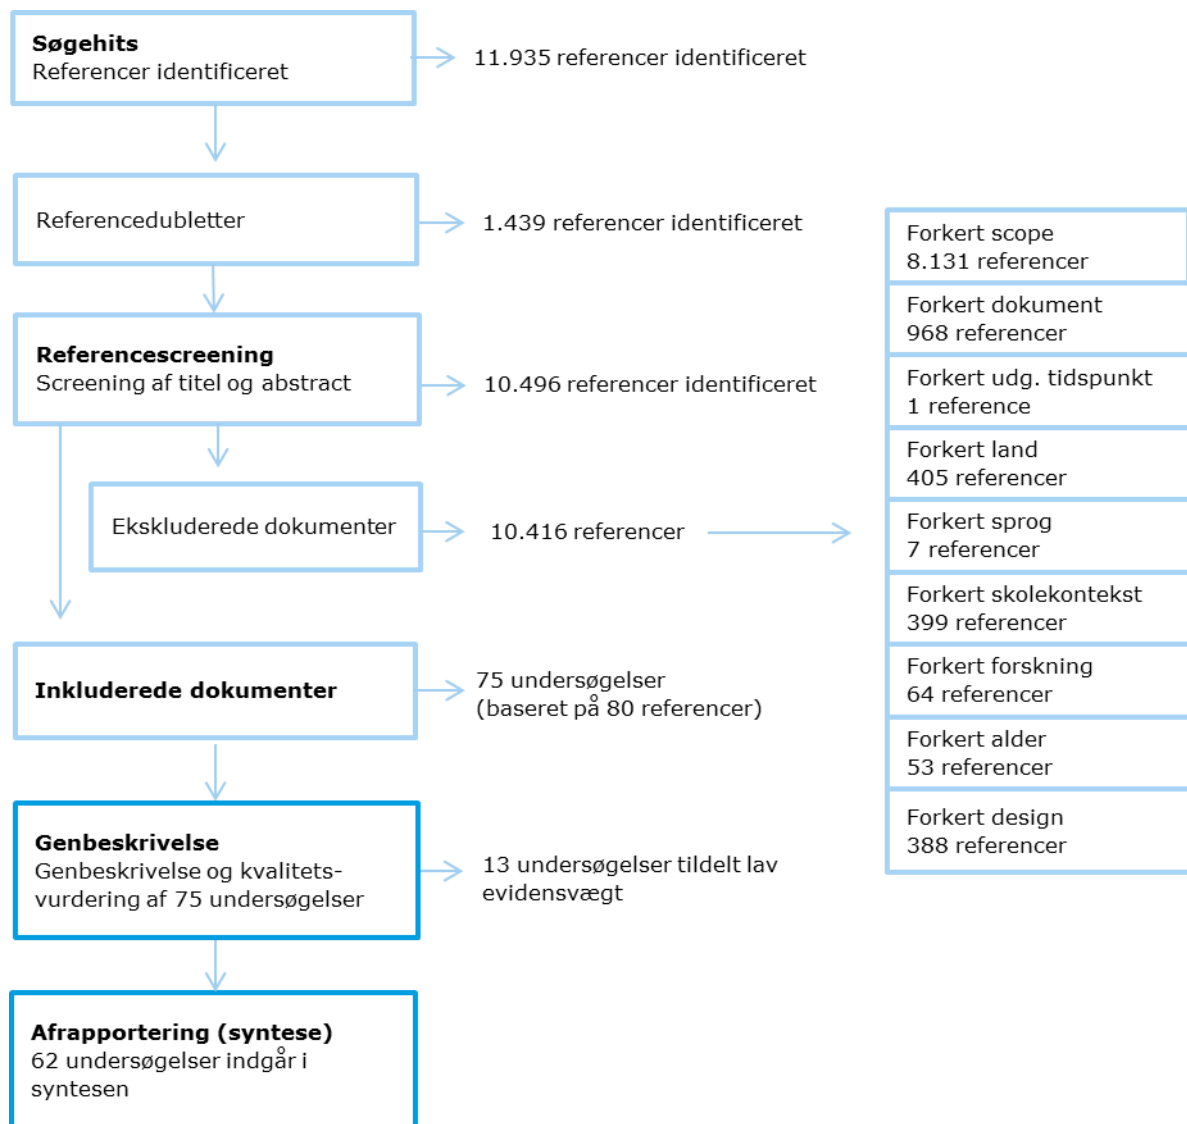 Søgehits
Referencer identificeret
11.935 referencer identificeret
Referencedubletter
1.439 referencer identificeret
Referencescreening
Screening af titel og abstract
10.496 referencer identificeret
Ekskluderede dokumenter
10.416 referencer
Forkert scope
8.131 referencer
Forkert dokument
968 referencer
Forkert udg. tidspunkt
1 reference
Forkert land
405 referencer
Forkert sprog
7 referencer
Forkert skolekontekst
399 referencer
Forkert forskning
64 referencer
Forkert alder
53 referencer
Forkert design
388 referencer
Inkluderede dokumenter
75 undersøgelser
(baseret på 80 referencer)
Genbeskrivelse
Genbeskrivelse og kvalitets-
vurdering af 75 undersøgelser
13 undersøgelser tildelt lav
evidensvægt
Afrapportering (syntese)
62 undersøgelser indgår i
syntesen